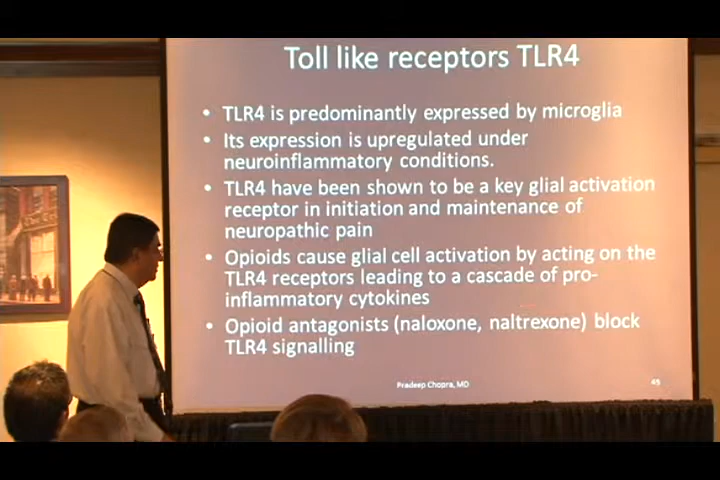 Toll like receptors TLR4
• TLR4 is predominantly expressed by microglia
• Its expression is upregulated under
neuroinflammatory conditions.
• TLR4 have been shown to be a key glial activation
receptor in initiation and maintenance of
neuropathic pain
• Opioids cause glial cell activation by acting on the
TLR4 receptors leading to a cascade of pro-
inflammatory cytokines
• Opioid antagonists (naloxone, naltrexone) block
TLR4 signalling
Pradeep Chopra, MD
45